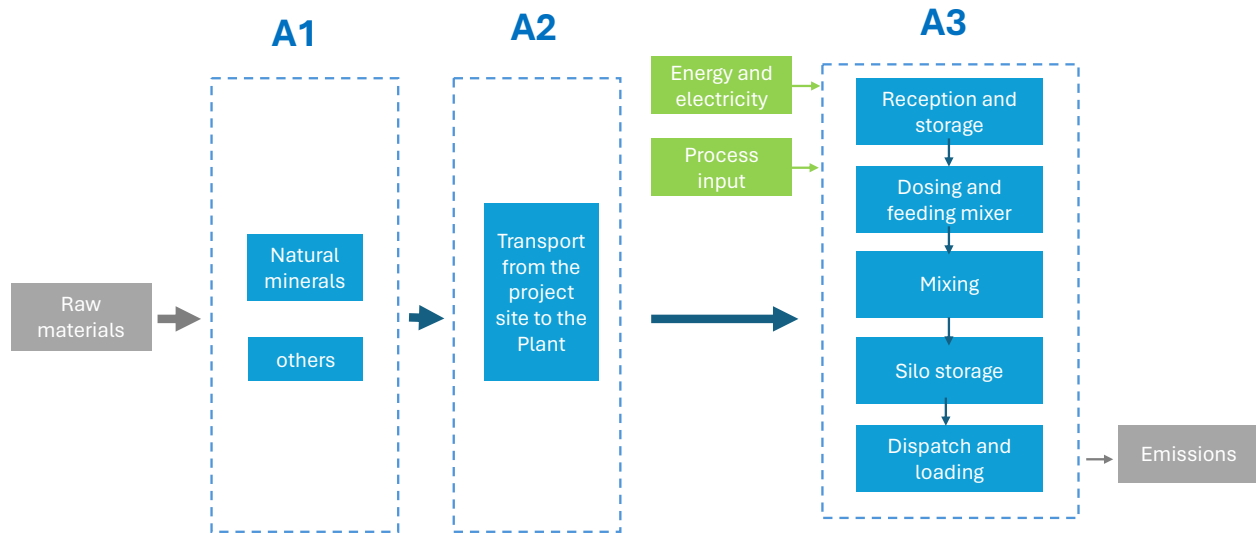 A1
A2
A3
Raw
materials
Natural
minerals
others
Transport
from the
project
site to the
Plant
Energy and
electricity
Process
input
Reception and
storage
Dosing and
feeding mixer
Mixing
Silo storage
Dispatch and
loading
Emissions